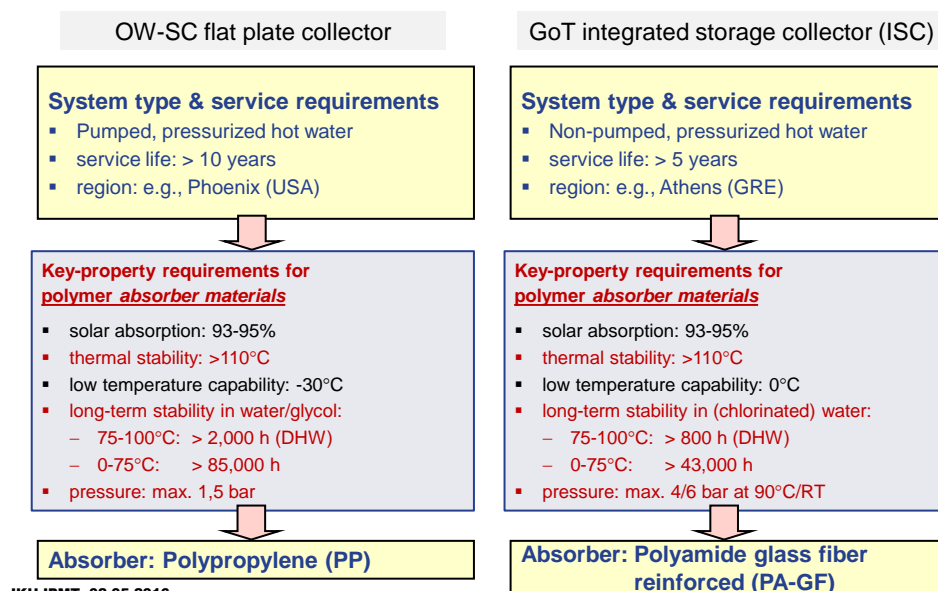 OW-SC flat plate collector
System type & service requirements
▪ Pumped, pressurized hot water
▪ service life: > 10 years
▪ region: e.g., Phoenix (USA)
Key-property requirements for
polymer absorber materials
▪ solar absorption: 93-95%
▪ thermal stability: >110°C
▪ low temperature capability: -30°C
▪ long-term stability in water/glycol:
− 75-100°C: > 2,000 h (DHW)
− 0-75°C: > 85,000 h
▪ pressure: max. 1,5 bar
Absorber: Polypropylene (PP)
GoT integrated storage collector (ISC)
System type & service requirements
▪ Non-pumped, pressurized hot water
▪ service life: > 5 years
▪ region: e.g., Athens (GRE)
Key-property requirements for
polymer absorber materials
▪ solar absorption: 93-95%
▪ thermal stability: >110°C
▪ low temperature capability: 0°C
▪ long-term stability in (chlorinated) water:
− 75-100°C: > 800 h (DHW)
− 0-75°C: > 43,000 h
▪ pressure: max. 4/6 bar at 90°C/RT
Absorber: Polyamide glass fiber
reinforced (PA-GF)